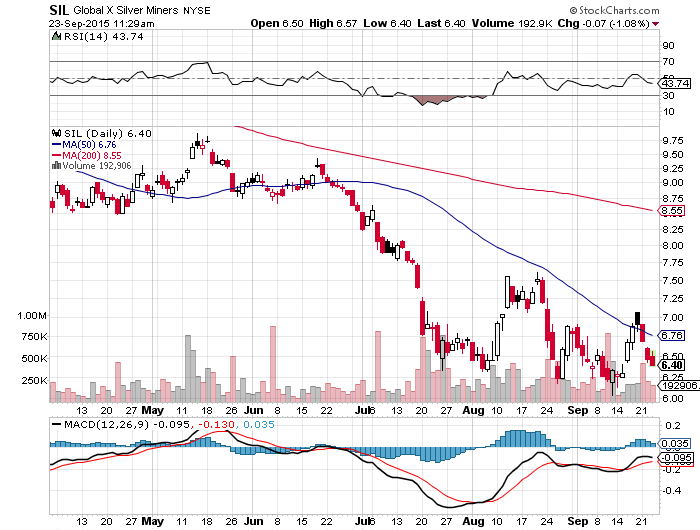 SIL Global X Silver Miners NYSE © StockCharts.com
23-Sep-2015 11:29am Open 6.50 High 6.57 Low 6.40 Last 6.40 Volume 192.9K Chg -0.07 (-1.08%)
RSI(14) 43.74
90
70
50
43.74
30
10
SIL (Daily) 6.40
MA(50) 6.76
MA(200) 8.55
Volume 192,906
9.75
9.50
9.25
9.00
8.75
8.55
8.25
8.00
7.75
7.50
7.25
7.00
6.76
6.50
6.40
6.25
192906
6.00
1.00M
750K
500K
250K
13 20 27 May 11 18 26 Jun 8 15 22 Jul 6 13 20 27 Aug 10 17 24 Sep 8 14 21
MACD(12,26,9) -0.095, -0.130, 0.035
0.2
0.035
-0.095
-0.2
-0.4
13 20 27 May 11 18 26 Jun 8 15 22 Jul 6 13 20 27 Aug 10 17 24 Sep 8 14 21